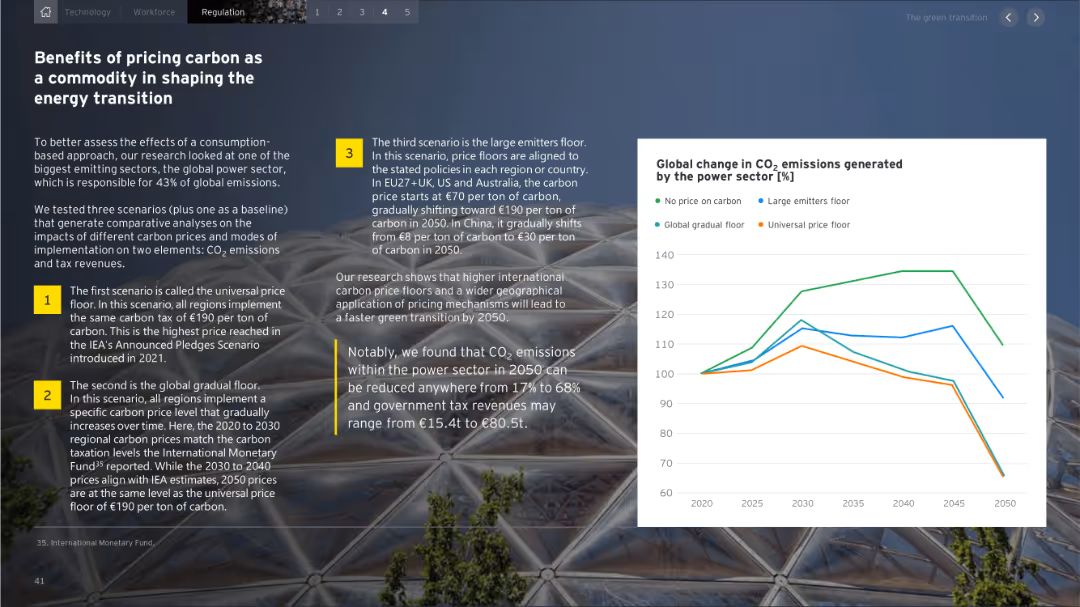 Technology
Workforce
Regulation
1 2 3 4 5
The green transition
Benefits of pricing carbon as
a commodity in shaping the
energy transition
To better assess the effects of a consumption-
based approach, our research looked at one of the
biggest emitting sectors, the global power sector,
which is responsible for 43% of global emissions.
We tested three scenarios (plus one as a baseline)
that generate comparative analyses on the
impacts of different carbon prices and modes of
implementation on two elements: CO₂ emissions
and tax revenues.
1
The first scenario is called the universal price
floor. In this scenario, all regions implement
the same carbon tax of €190 per ton of
carbon. This is the highest price reached in
the IEA's Announced Pledges Scenario
introduced in 2021.
2
The second is the global gradual floor.
In this scenario, all regions implement a
specific carbon price level that gradually
increases over time. Here, the 2020 to 2030
regional carbon prices match the carbon
taxation levels the International Monetary
Fund³⁵ reported. While the 2030 to 2040
prices align with IEA estimates, 2050 prices
are at the same level as the universal price
floor of €190 per ton of carbon.
3
The third scenario is the large emitters floor.
In this scenario, price floors are aligned to
the stated policies in each region or country.
In EU27+UK, US and Australia, the carbon
price starts at €70 per ton of carbon,
gradually shifting toward €190 per ton of
carbon in 2050. In China, it gradually shifts
from €8 per ton of carbon to €30 per ton
of carbon in 2050.
Our research shows that higher international
carbon price floors and a wider geographical
application of pricing mechanisms will lead to
a faster green transition by 2050.
Notably, we found that CO₂ emissions
within the power sector in 2050 can
be reduced anywhere from 17% to 68%
and government tax revenues may
range from €15.4t to €80.5t.
Global change in CO₂ emissions generated
by the power sector [%]
No price on carbon
Large emitters floor
Global gradual floor
Universal price floor
140
130
120
110
100
90
80
70
60
2020 2025 2030 2035 2040 2045 2050
35. International Monetary Fund.
41